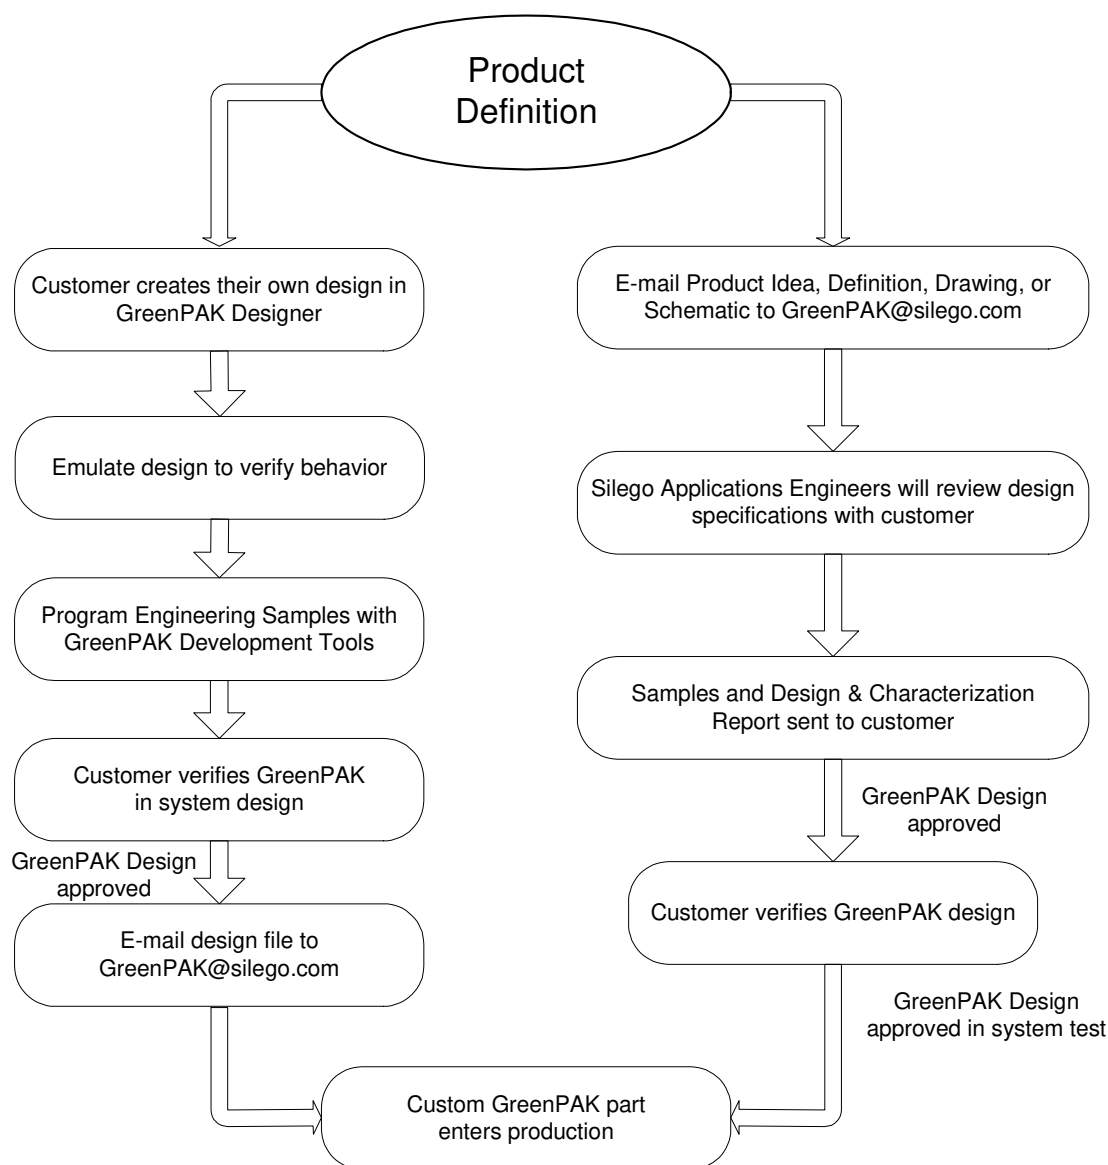 Product
Definition
Customer creates their own design in
GreenPAK Designer
Emulate design to verify behavior
Program Engineering Samples with
GreenPAK Development Tools
Customer verifies GreenPAK
in system design
GreenPAK Design
approved
E-mail design file to
GreenPAK@silego.com
E-mail Product Idea, Definition, Drawing, or
Schematic to GreenPAK@silego.com
Silego Applications Engineers will review design
specifications with customer
Samples and Design & Characterization
Report sent to customer
GreenPAK Design
approved
Customer verifies GreenPAK design
GreenPAK Design
approved in system test
Custom GreenPAK part
enters production